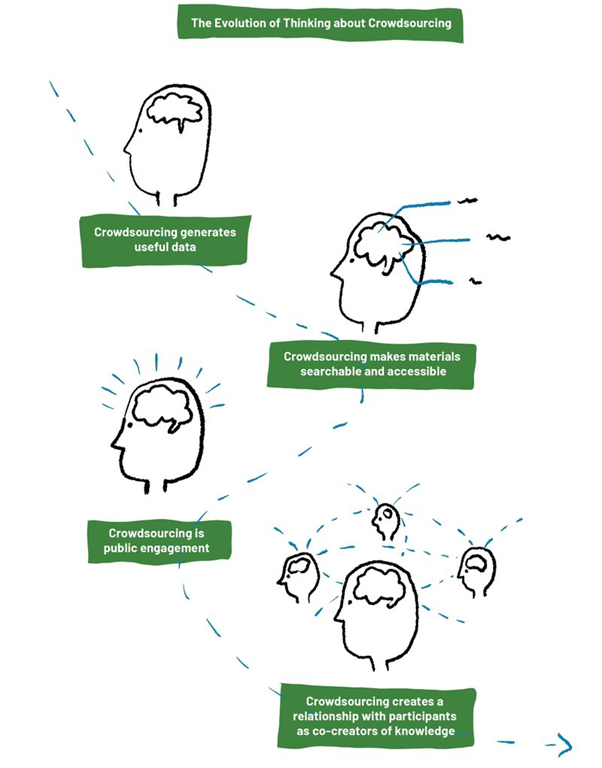 The Evolution of Thinking about Crowdsourcing
Crowdsourcing generates
useful data
Crowdsourcing makes materials
searchable and accessible
Crowdsourcing is
public engagement
Crowdsourcing creates a
relationship with participants
as co-creators of knowledge